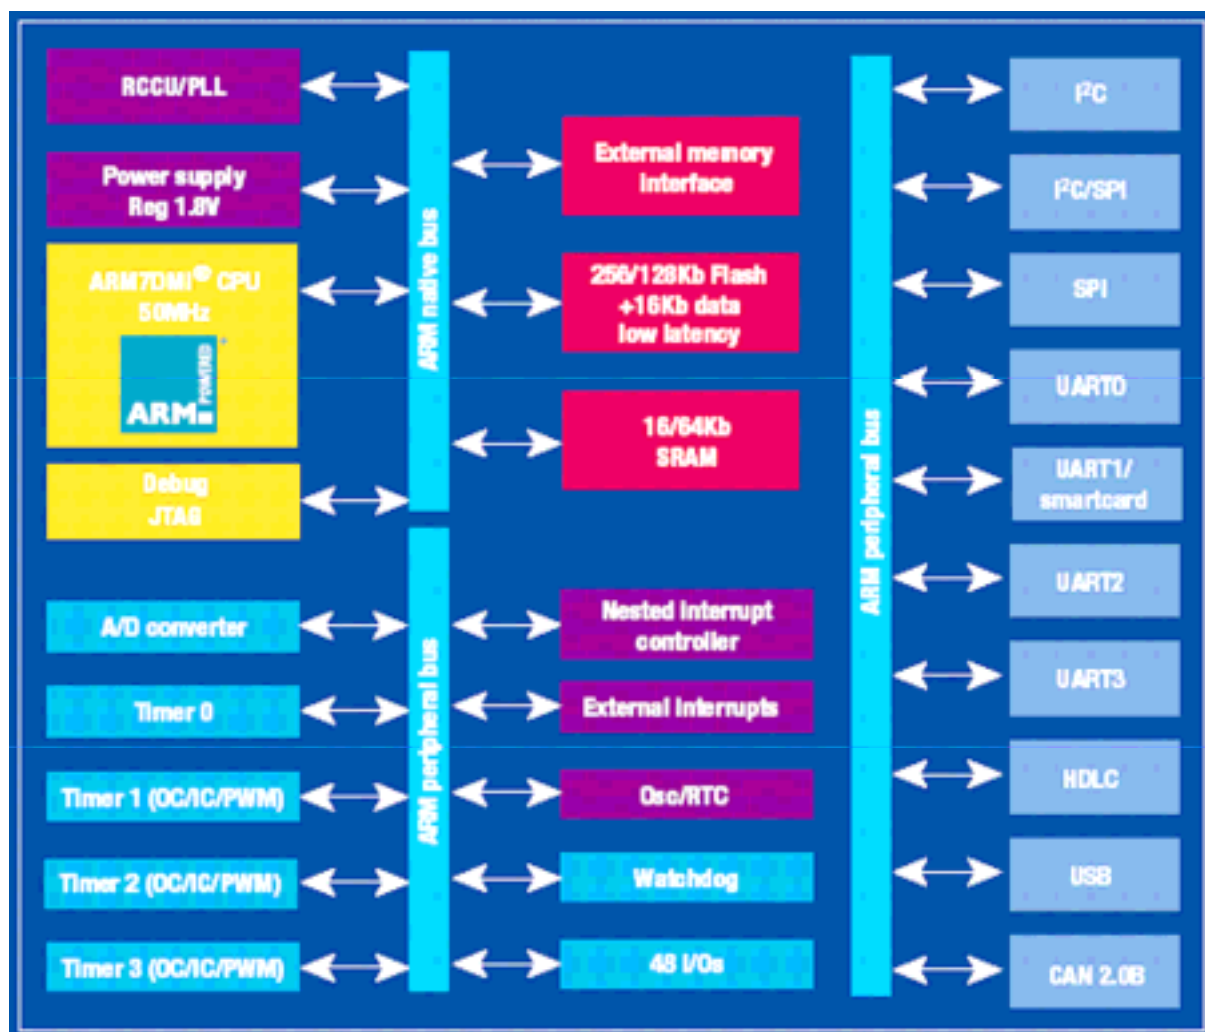 RCCU/PLL
Power supply
Reg 1.8V
ARM7DMI® CPU
50MHz
ARM POWERED
Debug
JTAG
ARM native bus
External memory
interface
256/128Kb Flash
+16Kb data
low latency
16/64Kb
SRAM
A/D converter
Timer 0
Timer 1 (OC/IC/PWM)
Timer 2 (OC/IC/PWM)
Timer 3 (OC/IC/PWM)
ARM peripheral bus
Nested interrupt
controller
External interrupts
Osc/RTC
Watchdog
48 I/Os
ARM peripheral bus
I²C
I²C/SPI
SPI
UART0
UART1/
smartcard
UART2
UART3
HDLC
USB
CAN 2.0B